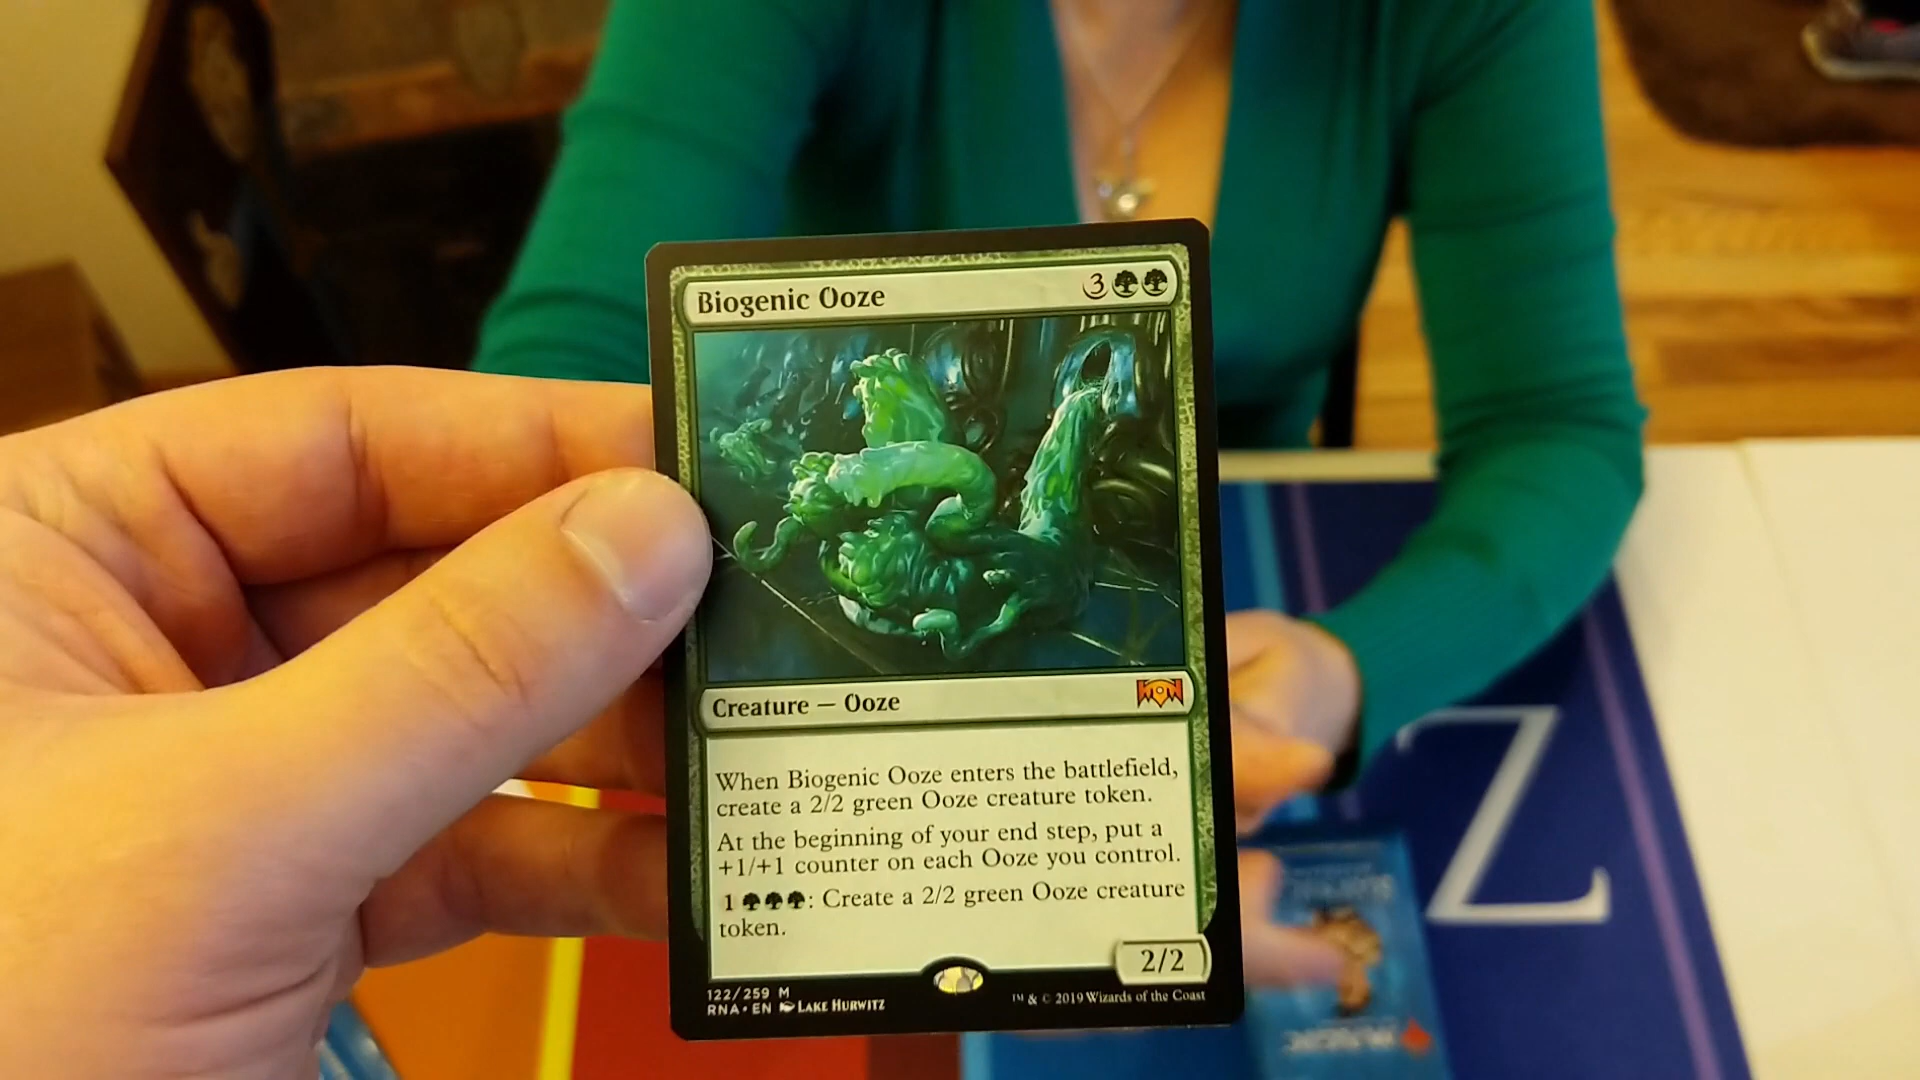 Biogenic Ooze 3
Creature — Ooze
When Biogenic Ooze enters the battlefield,
create a 2/2 green Ooze creature token.
At the beginning of your end step, put a
+1/+1 counter on each Ooze you control.
1 : Create a 2/2 green Ooze creature
token.
2/2
122/259 M
RNA • EN LAKE HURWITZ
™ & © 2019 Wizards of the Coast
Z
MAGIC